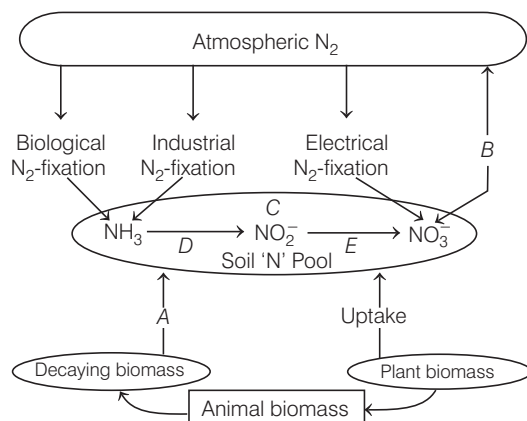 Atmospheric N₂
Biological Industrial Electrical
N₂-fixation N₂-fixation N₂-fixation
B
C
NH₃ NO₂⁻ NO₃⁻
D E
Soil 'N' Pool
A Uptake
Decaying biomass Plant biomass
Animal biomass